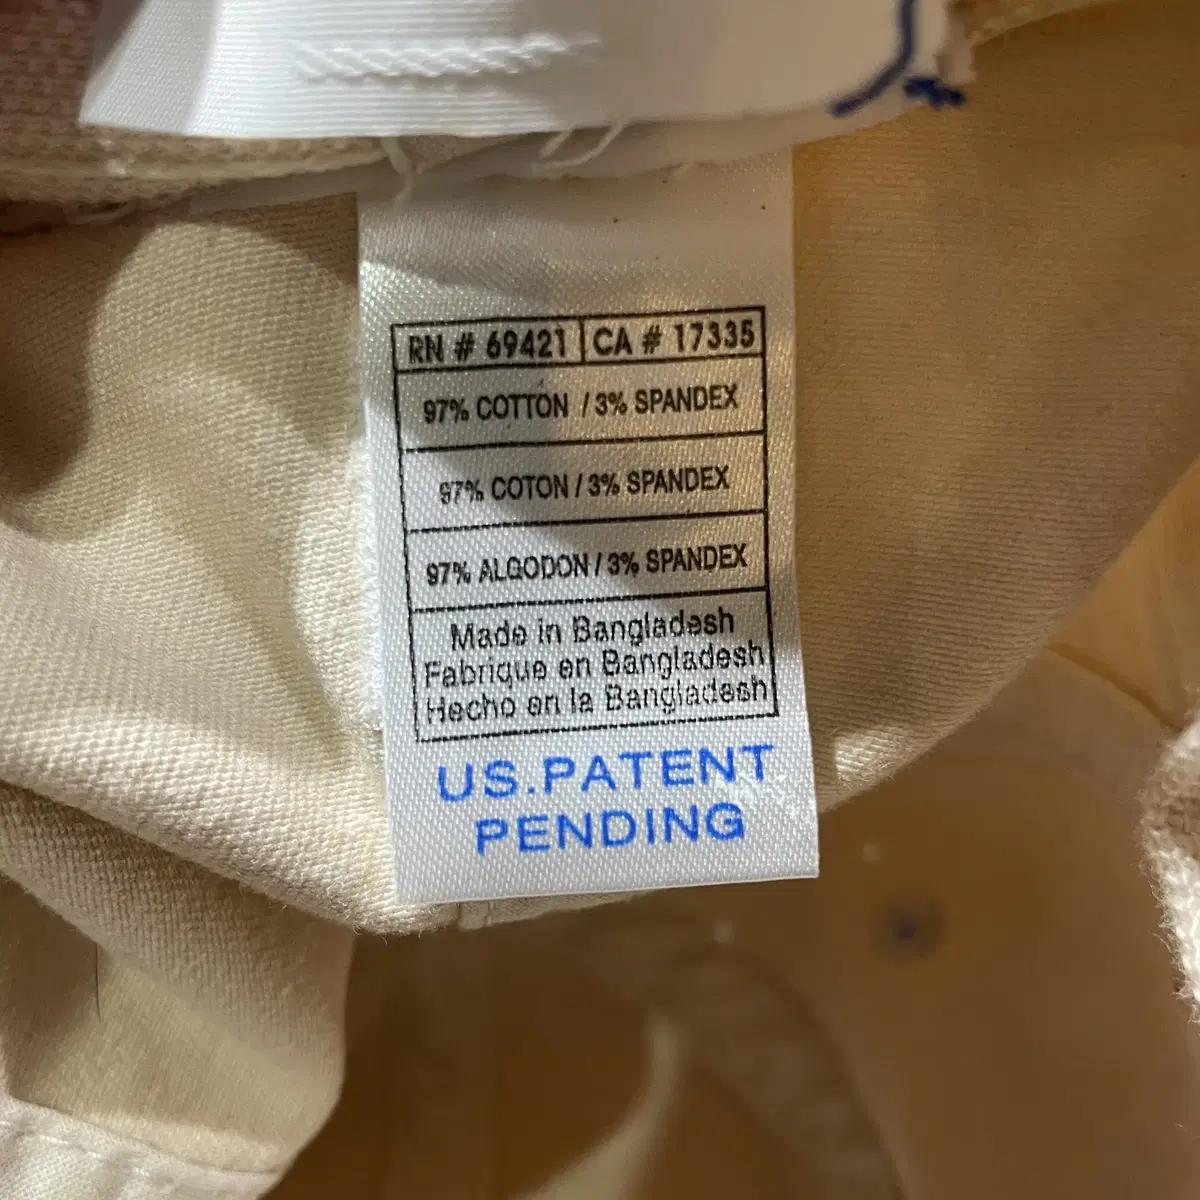 RN # 69421 | CA # 17335
97% COTTON / 3% SPANDEX
97% COTON / 3% SPANDEX
97% ALGODON / 3% SPANDEX
Made in Bangladesh
Fabrique en Bangladesh
Hecho en la Bangladesh
US.PATENT
PENDING